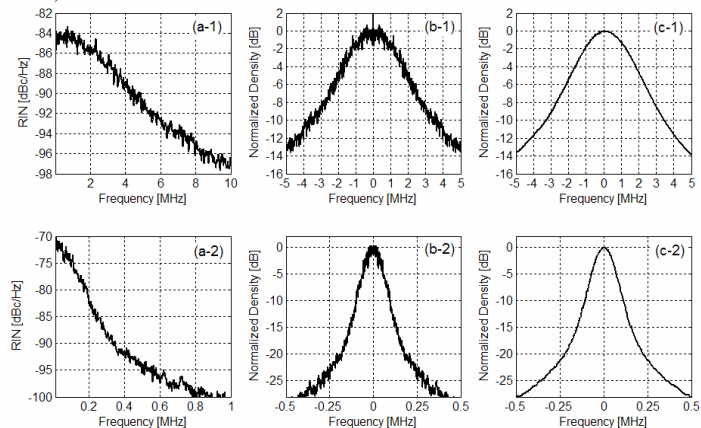 (a-1)
RIN [dBc/Hz]
-82
-84
-86
-88
-90
-92
-94
-96
-98
2 4 6 8 10
Frequency [MHz]
(b-1)
Normalized Density [dB]
2
0
-2
-4
-6
-8
-10
-12
-14
-16
-5 -4 -3 -2 -1 0 1 2 3 4 5
Frequency [MHz]
(c-1)
Normalized Density [dB]
2
0
-2
-4
-6
-8
-10
-12
-14
16
-5 -4 -3 -2 -1 0 1 2 3 4 5
Frequency [MHz]
(a-2)
RIN [dBc/Hz]
-70
-75
-80
-85
-90
-95
-100
0.2 0.4 0.6 0.8 1
Frequency [MHz]
(b-2)
Normalized Density [dB]
0
-5
-10
-15
-20
-25
-0.5 -0.25 0 0.25 0.5
Frequency [MHz]
(c-2)
Normalized Density [dB]
0
-5
-10
-15
-20
-25
-0.5 -0.25 0 0.25 0.5
Frequency [MHz]